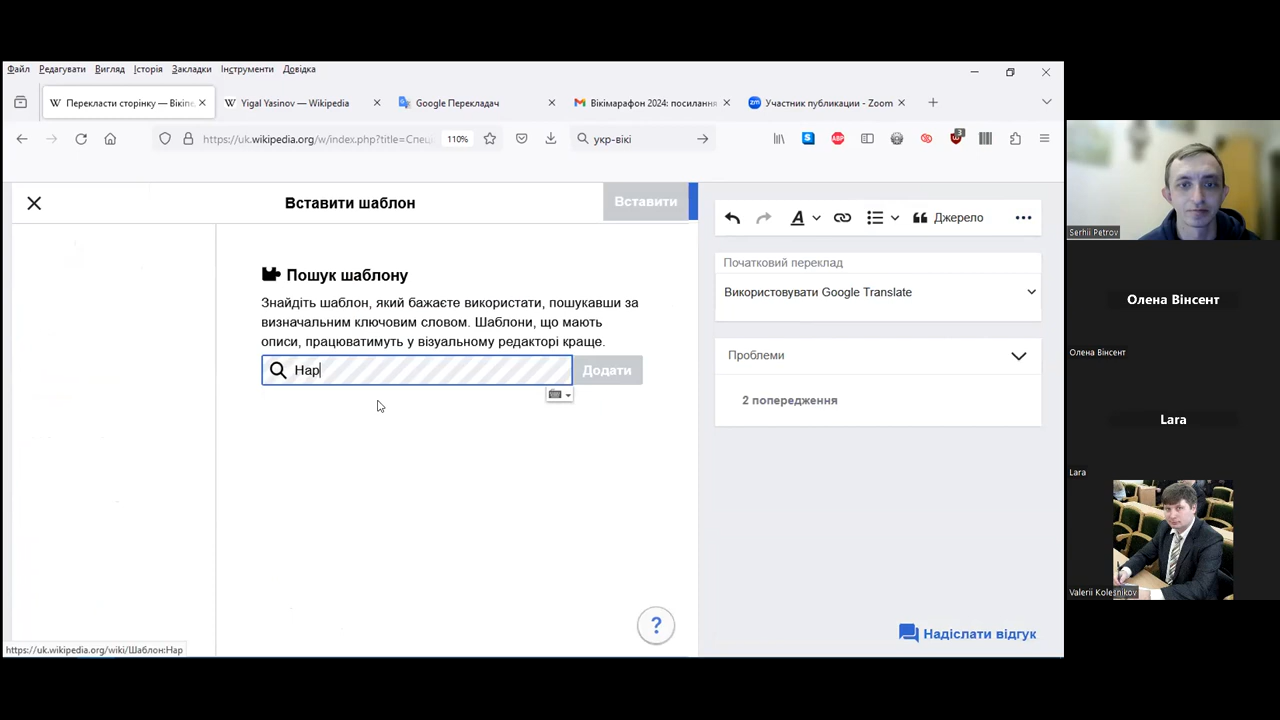 Файл Редагувати Вигляд Історія Закладки Інструменти Довідка
Перекласти сторінку — Вікіпе
Yigal Yasinov — Wikipedia
Google Перекладач
Вікімарафон 2024: посилання
Участник публикации - Zoom
https://uk.wikipedia.org/w/index.php?title=Спец
110%
укр-вікі
ABP
3
Вставити шаблон
Вставити
Пошук шаблону
Знайдіть шаблон, який бажаєте використати, пошукавши за
визначальним ключовим словом. Шаблони, що мають
описи, працюватимуть у візуальному редакторі краще.
Нар
Додати
Джерело
Початковий переклад
Використовувати Google Translate
Проблеми
2 попередження
?
Надіслати відгук
https://uk.wikipedia.org/wiki/Шаблон:Нар
Serhii Petrov
Олена Вінсент
Олена Вінсент
Lara
Lara
Valerii Kolesnikov